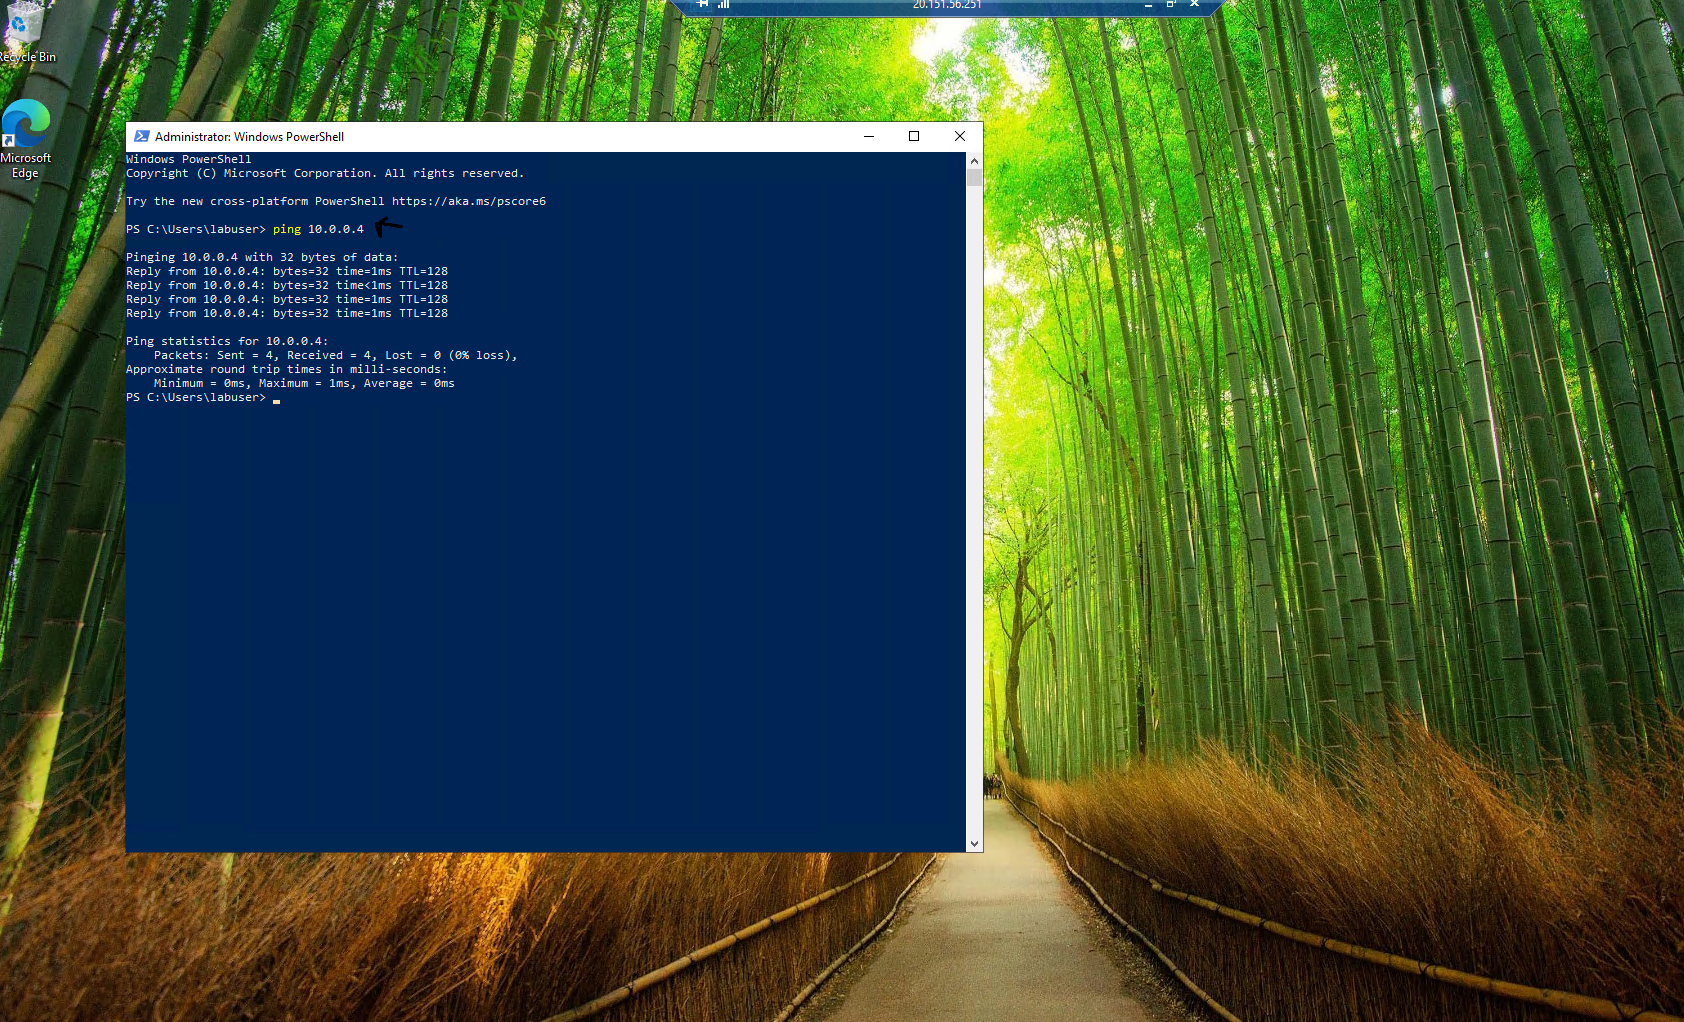 20.151.56.251
Recycle Bin
Microsoft
Edge
Administrator: Windows PowerShell
Windows PowerShell
Copyright (C) Microsoft Corporation. All rights reserved.
Try the new cross-platform PowerShell https://aka.ms/pscore6
PS C:\Users\labuser> ping 10.0.0.4
Pinging 10.0.0.4 with 32 bytes of data:
Reply from 10.0.0.4: bytes=32 time=1ms TTL=128
Reply from 10.0.0.4: bytes=32 time<1ms TTL=128
Reply from 10.0.0.4: bytes=32 time=1ms TTL=128
Reply from 10.0.0.4: bytes=32 time=1ms TTL=128
Ping statistics for 10.0.0.4:
    Packets: Sent = 4, Received = 4, Lost = 0 (0% loss),
Approximate round trip times in milli-seconds:
    Minimum = 0ms, Maximum = 1ms, Average = 0ms
PS C:\Users\labuser>